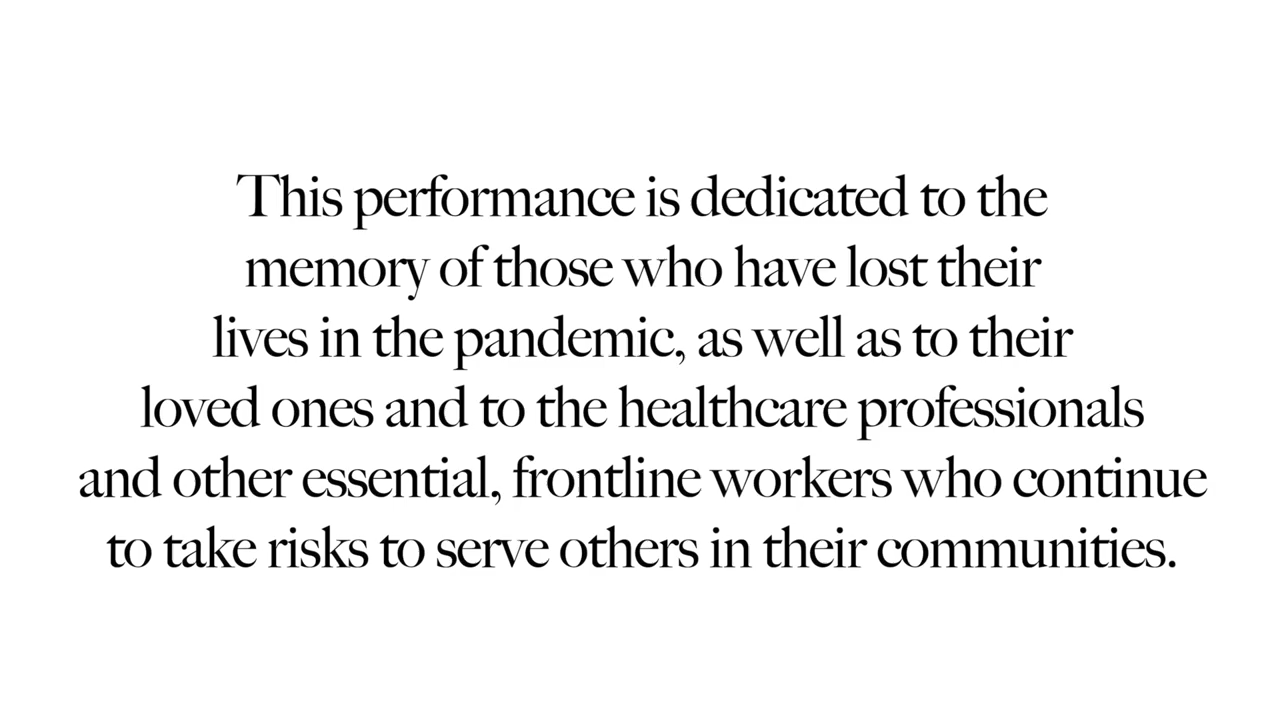 This performance is dedicated to the
memory of those who have lost their
lives in the pandemic, as well as to their
loved ones and to the healthcare professionals
and other essential, frontline workers who continue
to take risks to serve others in their communities.